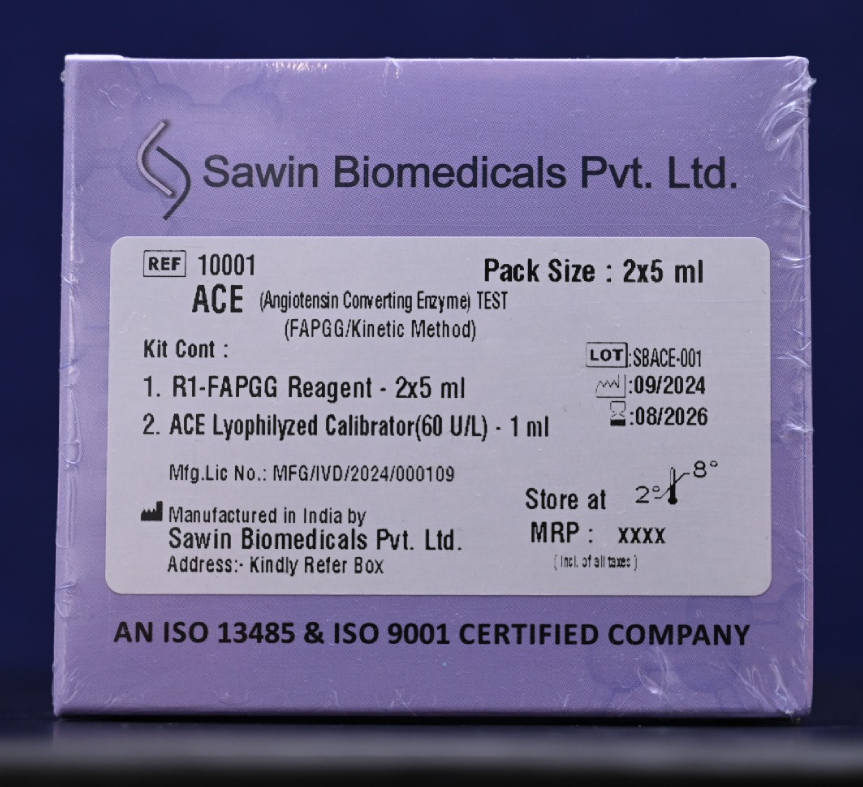 Sawin Biomedicals Pvt. Ltd.
REF 10001
Pack Size : 2x5 ml
ACE (Angiotensin Converting Enzyme) TEST
(FAPGG/Kinetic Method)
Kit Cont :
LOT :SBACE-001
1. R1-FAPGG Reagent - 2x5 ml
:09/2024
2. ACE Lyophilyzed Calibrator(60 U/L) - 1 ml
:08/2026
Mfg.Lic No.: MFG/IVD/2024/000109
Store at 2° 8°
Manufactured in India by
Sawin Biomedicals Pvt. Ltd.
MRP : xxxx
Address:- Kindly Refer Box
( Incl. of all taxes )
AN ISO 13485 & ISO 9001 CERTIFIED COMPANY